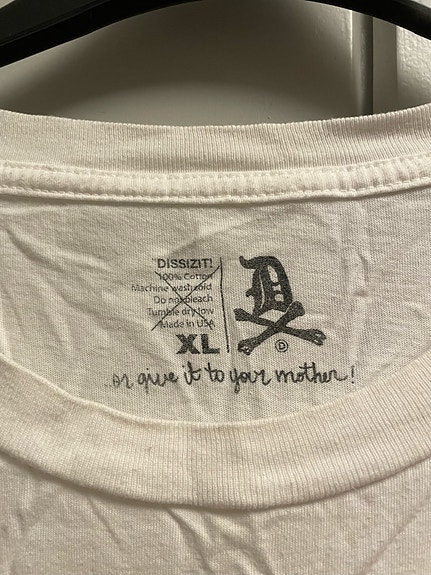 DISSIZIT!
100% Cotton
Machine wash cold
Do not bleach
Tumble dry low
Made in USA
XL
D
D
or give it to your mother!